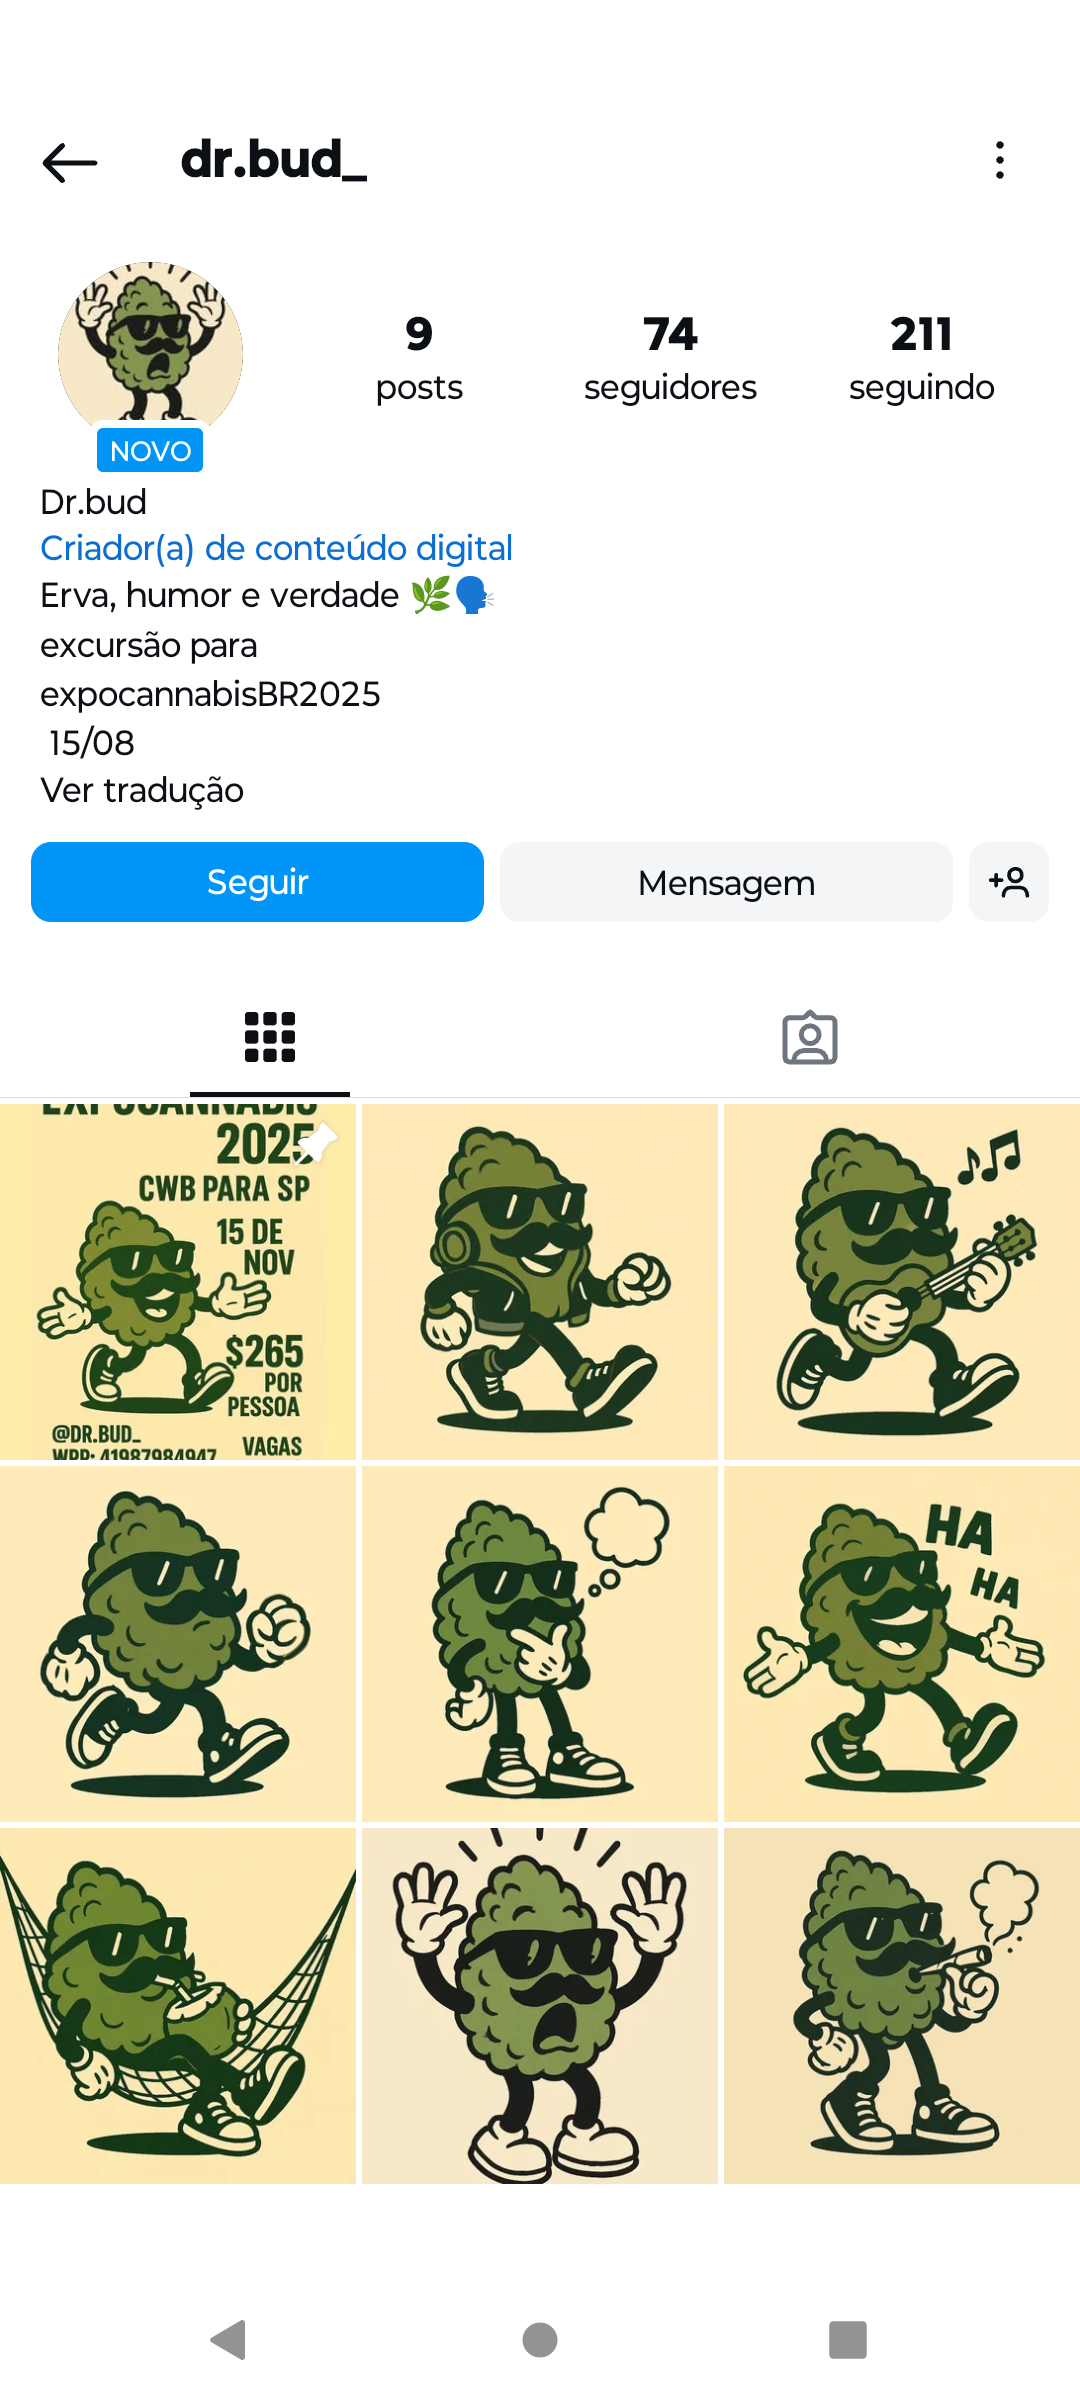 dr.bud_
9
posts
74
seguidores
211
seguindo
NOVO
Dr.bud
Criador(a) de conteúdo digital
Erva, humor e verdade 🌿🗣️
excursão para
expocannabisBR2025
15/08
Ver tradução
Seguir
Mensagem
EXPOCANNABIS
2025
CWB PARA SP
15 DE
NOV
$265
POR
PESSOA
@DR.BUD_
WPP: 41987984947
VAGAS
HA
HA